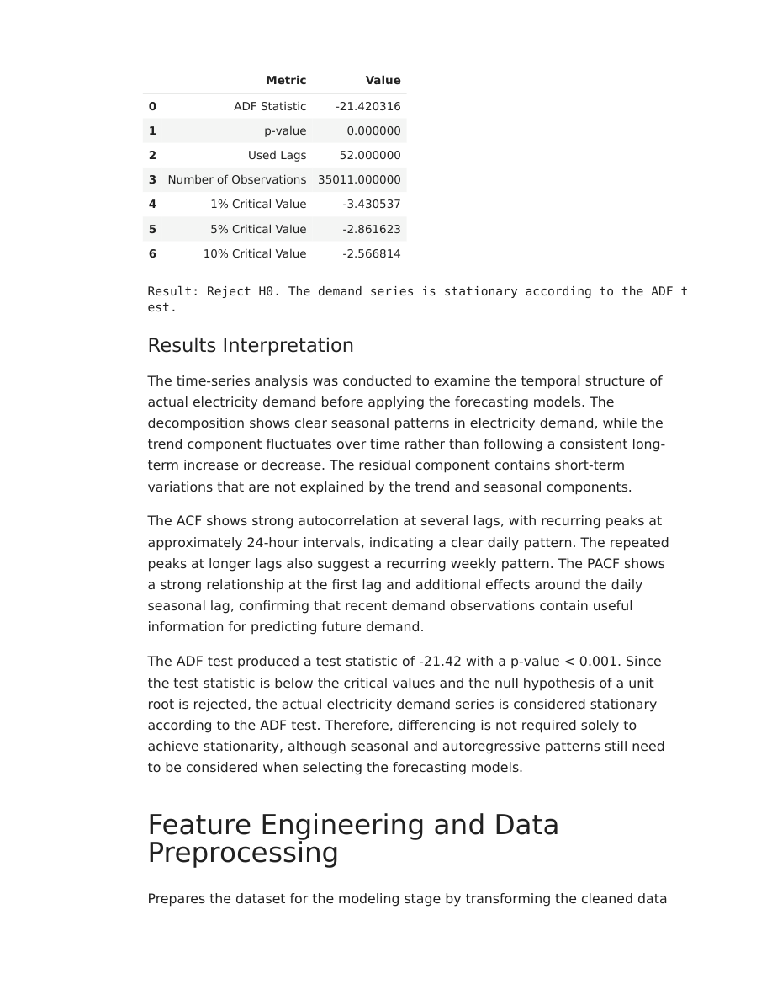 Metric Value
0 ADF Statistic -21.420316
1 p-value 0.000000
2 Used Lags 52.000000
3 Number of Observations 35011.000000
4 1% Critical Value -3.430537
5 5% Critical Value -2.861623
6 10% Critical Value -2.566814
Result: Reject H0. The demand series is stationary according to the ADF t
est.
Results Interpretation
The time-series analysis was conducted to examine the temporal structure of
actual electricity demand before applying the forecasting models. The
decomposition shows clear seasonal patterns in electricity demand, while the
trend component fluctuates over time rather than following a consistent long-
term increase or decrease. The residual component contains short-term
variations that are not explained by the trend and seasonal components.
The ACF shows strong autocorrelation at several lags, with recurring peaks at
approximately 24-hour intervals, indicating a clear daily pattern. The repeated
peaks at longer lags also suggest a recurring weekly pattern. The PACF shows
a strong relationship at the first lag and additional effects around the daily
seasonal lag, confirming that recent demand observations contain useful
information for predicting future demand.
The ADF test produced a test statistic of -21.42 with a p-value < 0.001. Since
the test statistic is below the critical values and the null hypothesis of a unit
root is rejected, the actual electricity demand series is considered stationary
according to the ADF test. Therefore, differencing is not required solely to
achieve stationarity, although seasonal and autoregressive patterns still need
to be considered when selecting the forecasting models.
Feature Engineering and Data
Preprocessing
Prepares the dataset for the modeling stage by transforming the cleaned data